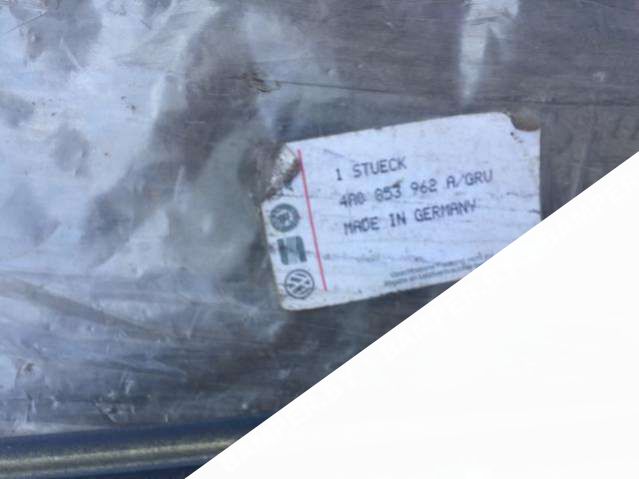 1 STUECK
4A0 853 962 A/GRU
MADE IN GERMANY